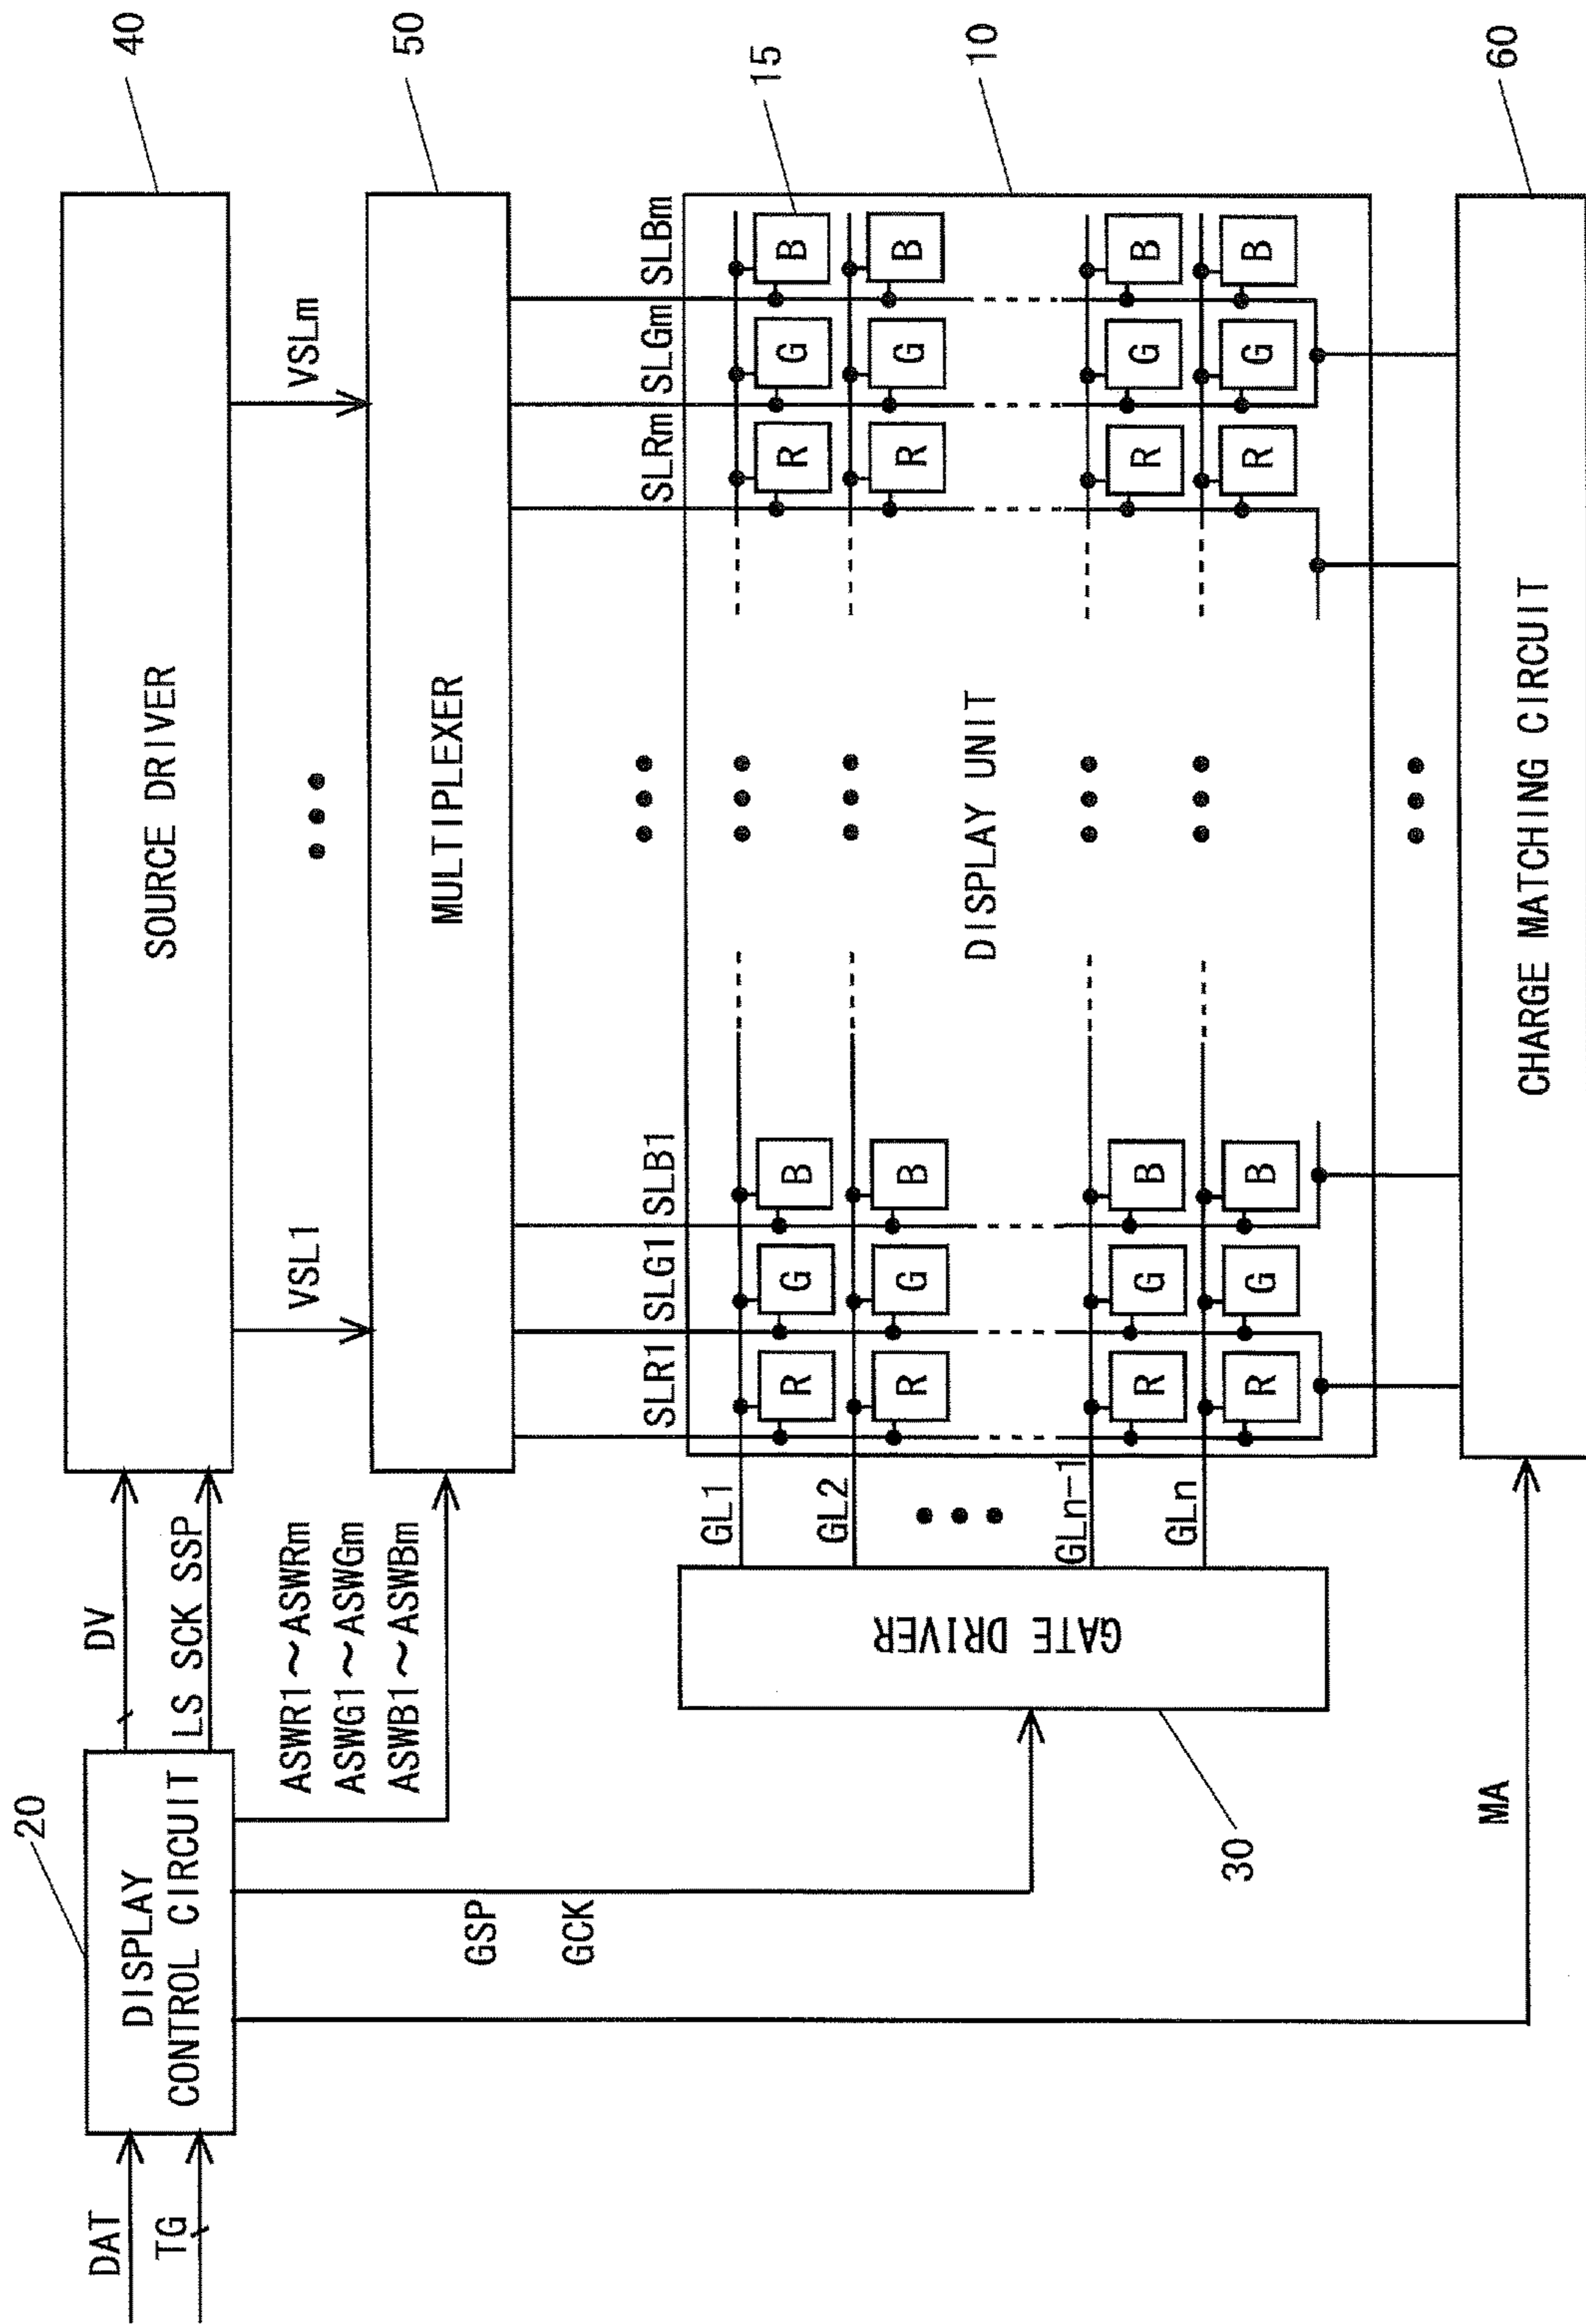 40
SOURCE DRIVER
20
DV
LS SCK SSP
DISPLAY
CONTROL CIRCUIT
DAT
TG
VSL1
VSLm
50
MULTIPLEXER
ASWR1~ASWRm
ASWG1~ASWGm
ASWB1~ASWBm
SLR1 SLG1 SLB1
SLRm SLGm SLBm
15
GL1
R G B
R G B
GL2
R G B
R G B
GSP
GCK
GATE DRIVER
30
DISPLAY UNIT
10
GLn-1
R G B
R G B
GLn
R G B
R G B
MA
CHARGE MATCHING CIRCUIT
60